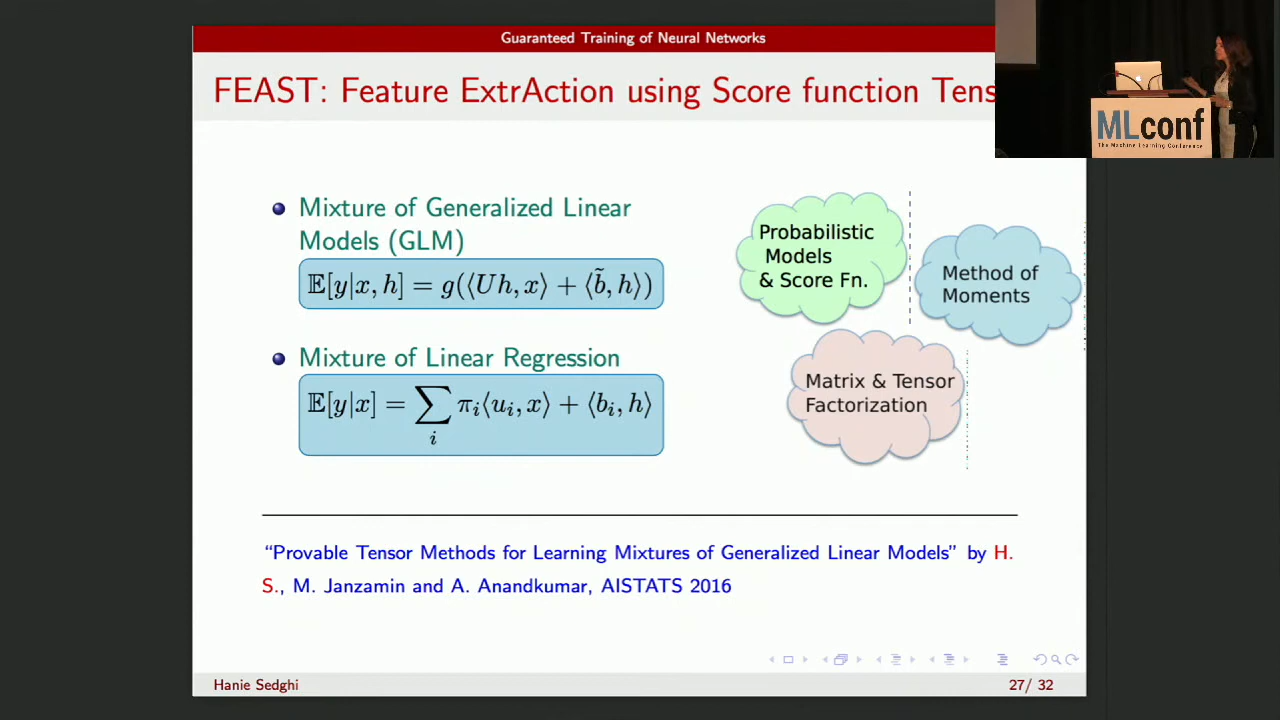 Guaranteed Training of Neural Networks
FEAST: Feature ExtrAction using Score function Tens
MLconf
The Machine Learning Conference
Mixture of Generalized Linear
Models (GLM)
𝔼[y|x, h] = g(⟨Uh, x⟩ + ⟨b̃, h⟩)
Mixture of Linear Regression
𝔼[y|x] = ∑ᵢ πᵢ⟨uᵢ, x⟩ + ⟨bᵢ, h⟩
Probabilistic
Models
& Score Fn.
Method of
Moments
Matrix & Tensor
Factorization
“Provable Tensor Methods for Learning Mixtures of Generalized Linear Models” by H.
S., M. Janzamin and A. Anandkumar, AISTATS 2016
Hanie Sedghi
27/ 32